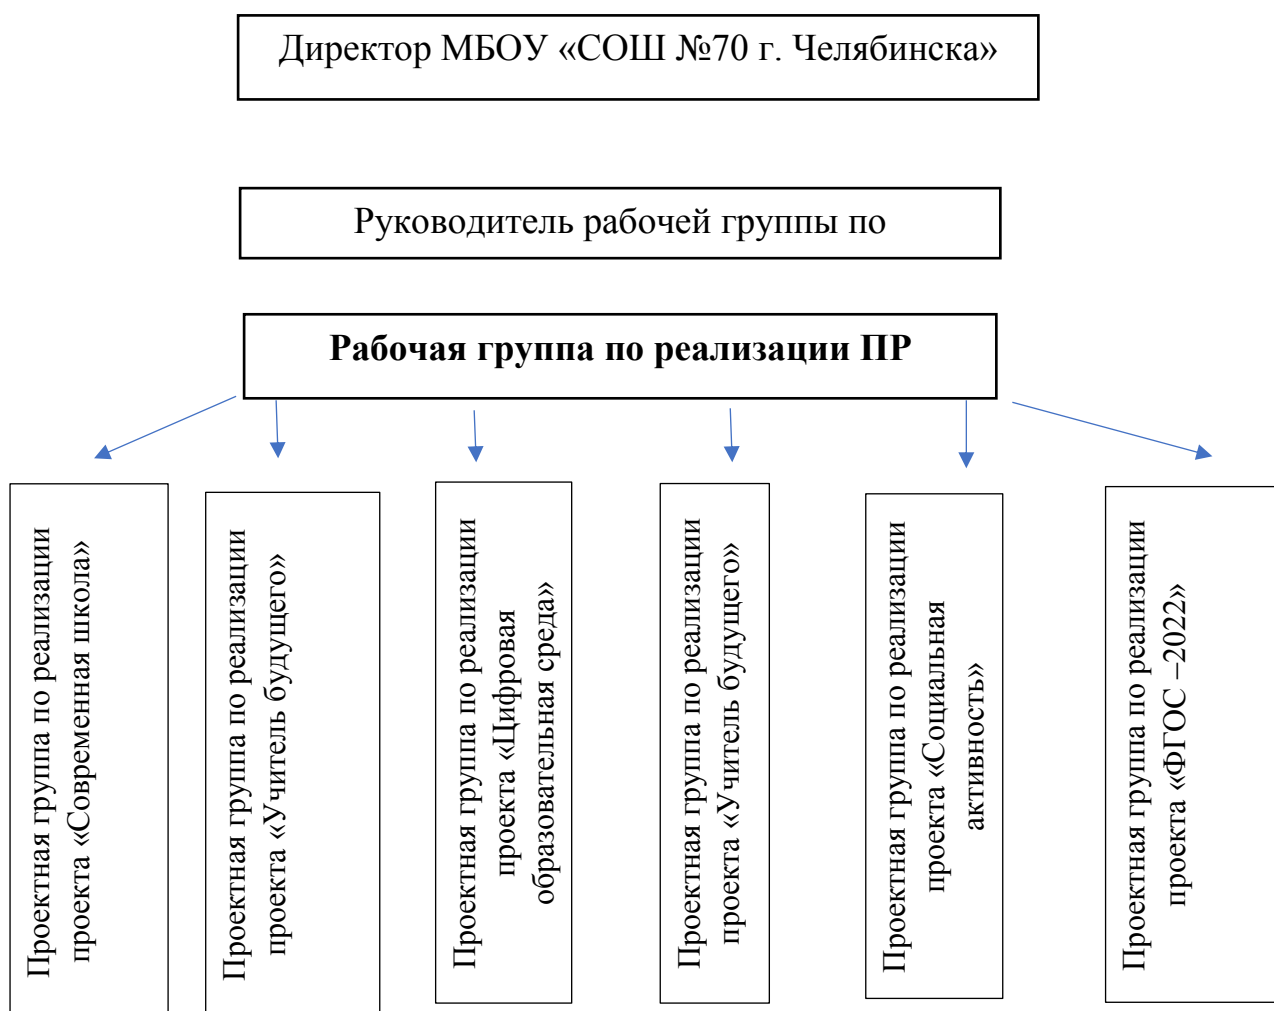 Директор МБОУ «СОШ №70 г. Челябинска»
Руководитель рабочей группы по
Рабочая группа по реализации ПР
Проектная группа по реализации
проекта «Современная школа»
Проектная группа по реализации
проекта «Учитель будущего»
Проектная группа по реализации
проекта «Цифровая
образовательная среда»
Проектная группа по реализации
проекта «Учитель будущего»
Проектная группа по реализации
проекта «Социальная
активность»
Проектная группа по реализации
проекта «ФГОС –2022»